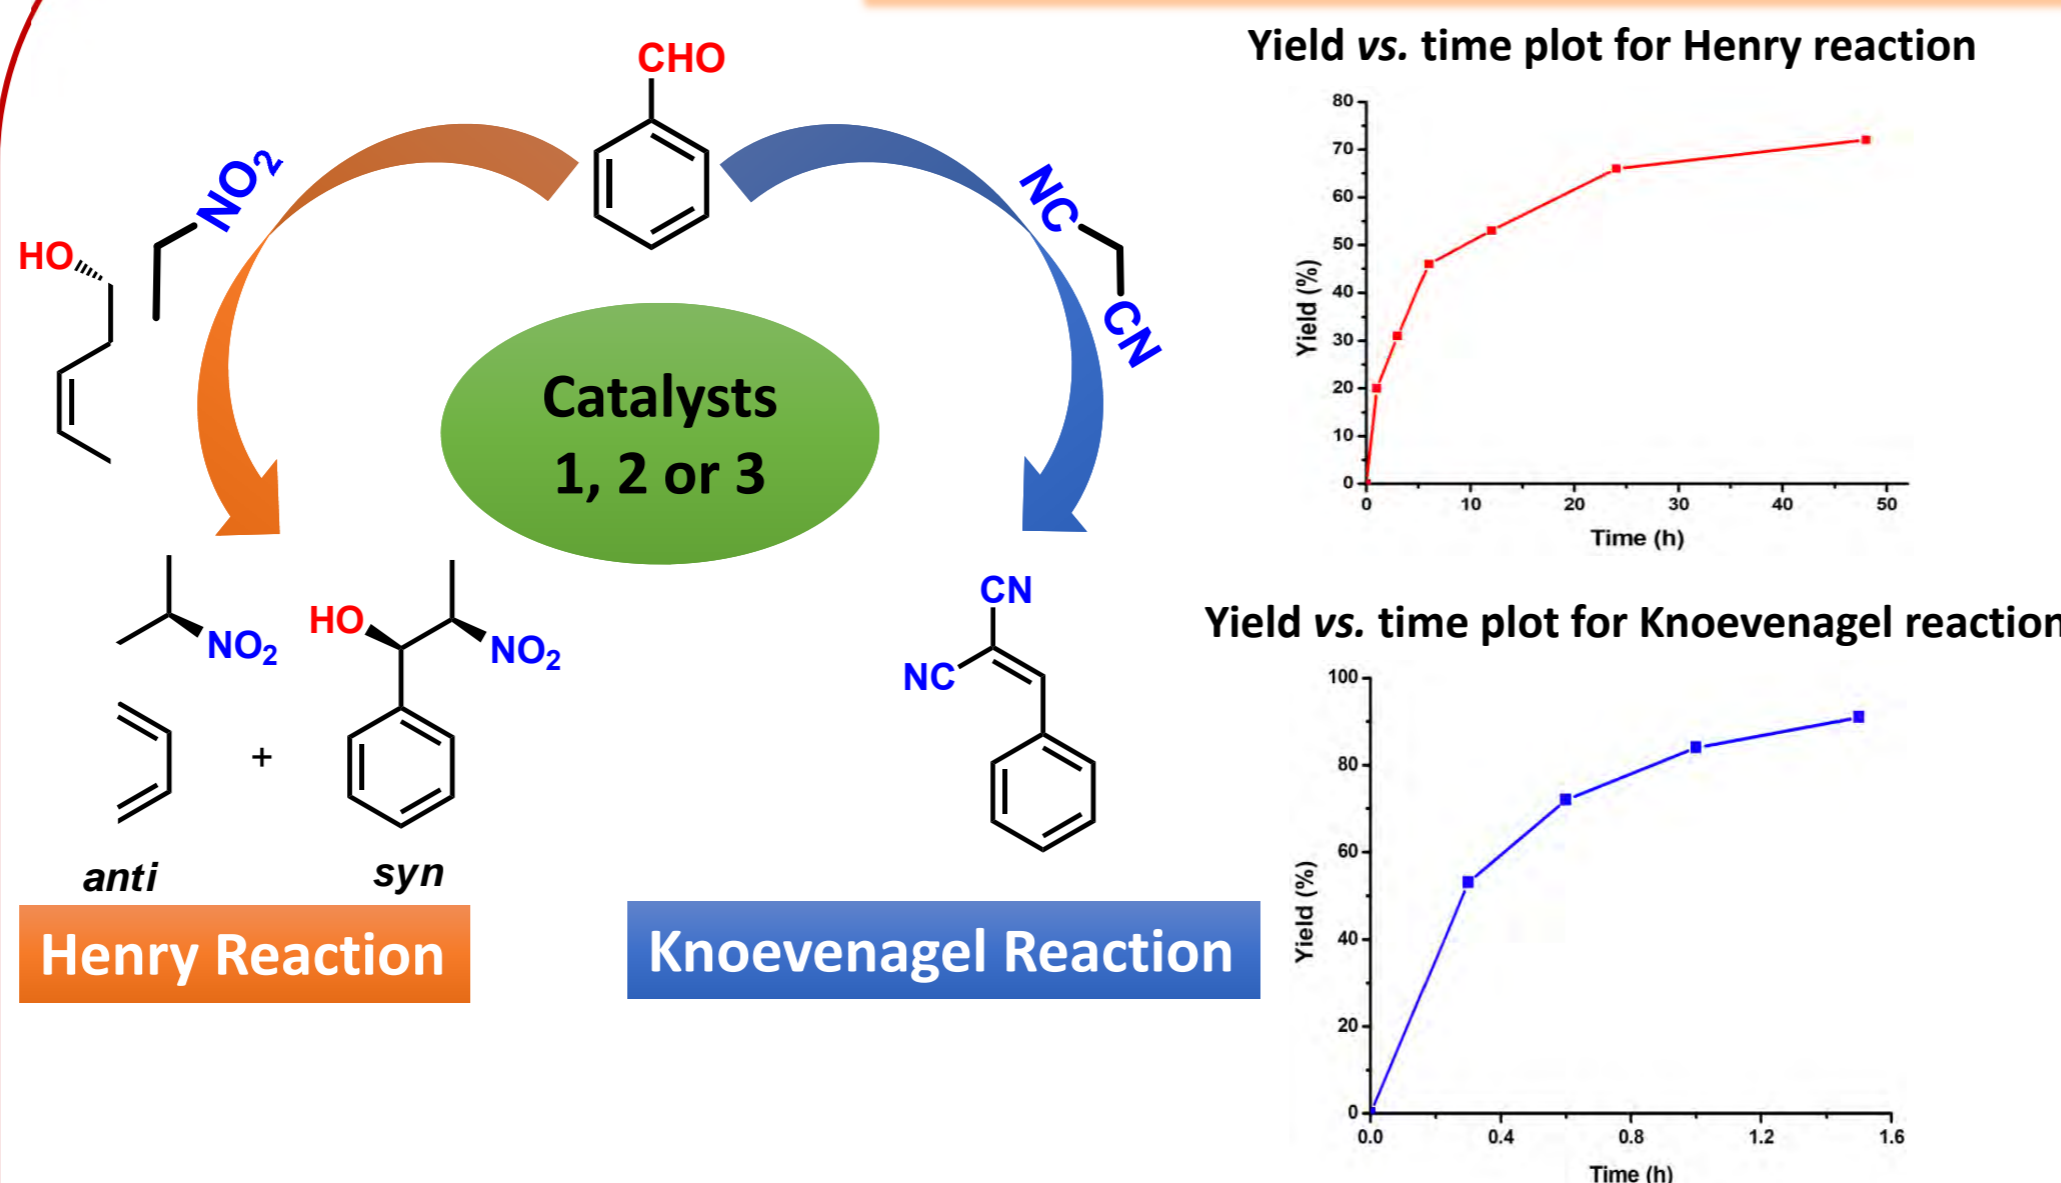 CHO
NO2
HO
NC
CN
Catalysts
1, 2 or 3
NO2
HO
NO2
+
anti
syn
Henry Reaction
CN
NC
Knoevenagel Reaction
Yield vs. time plot for Henry reaction
80
70
60
50
40
30
20
10
0
Yield (%)
0 10 20 30 40 50
Time (h)
Yield vs. time plot for Knoevenagel reaction
100
80
60
40
20
0
Yield (%)
0.0 0.4 0.8 1.2 1.6
Time (h)